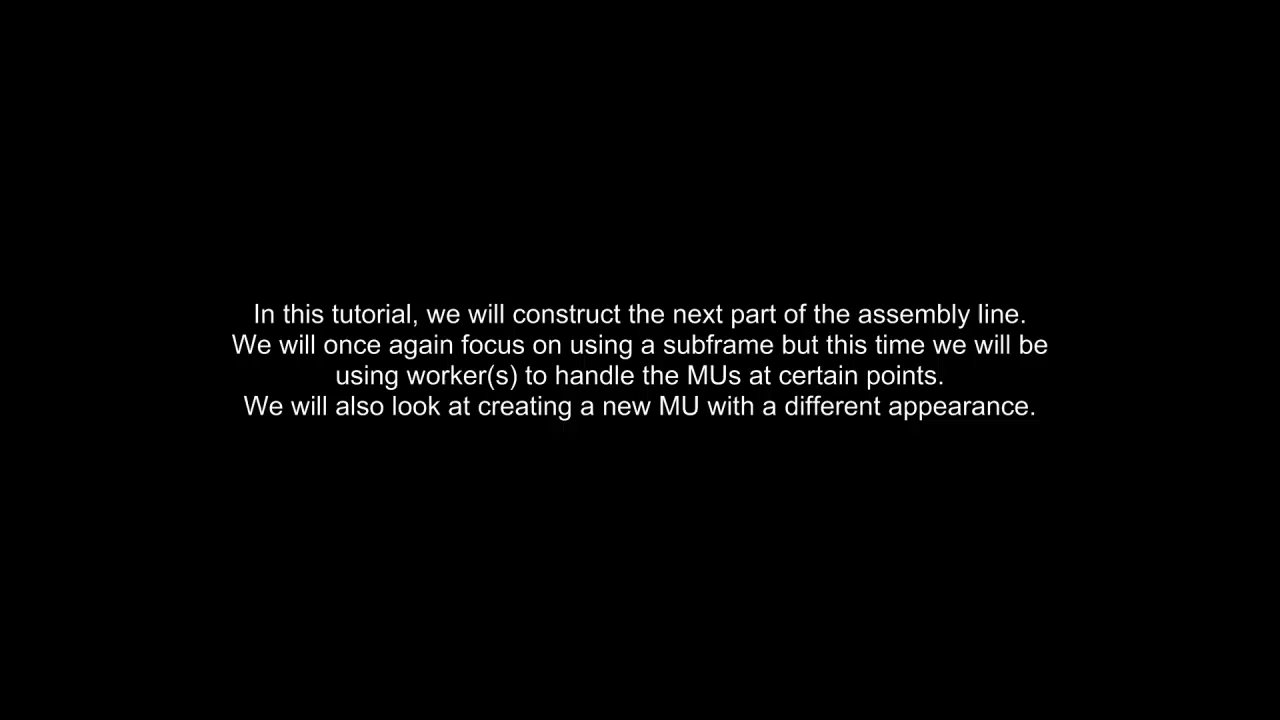 In this tutorial, we will construct the next part of the assembly line.
We will once again focus on using a subframe but this time we will be
using worker(s) to handle the MUs at certain points.
We will also look at creating a new MU with a different appearance.